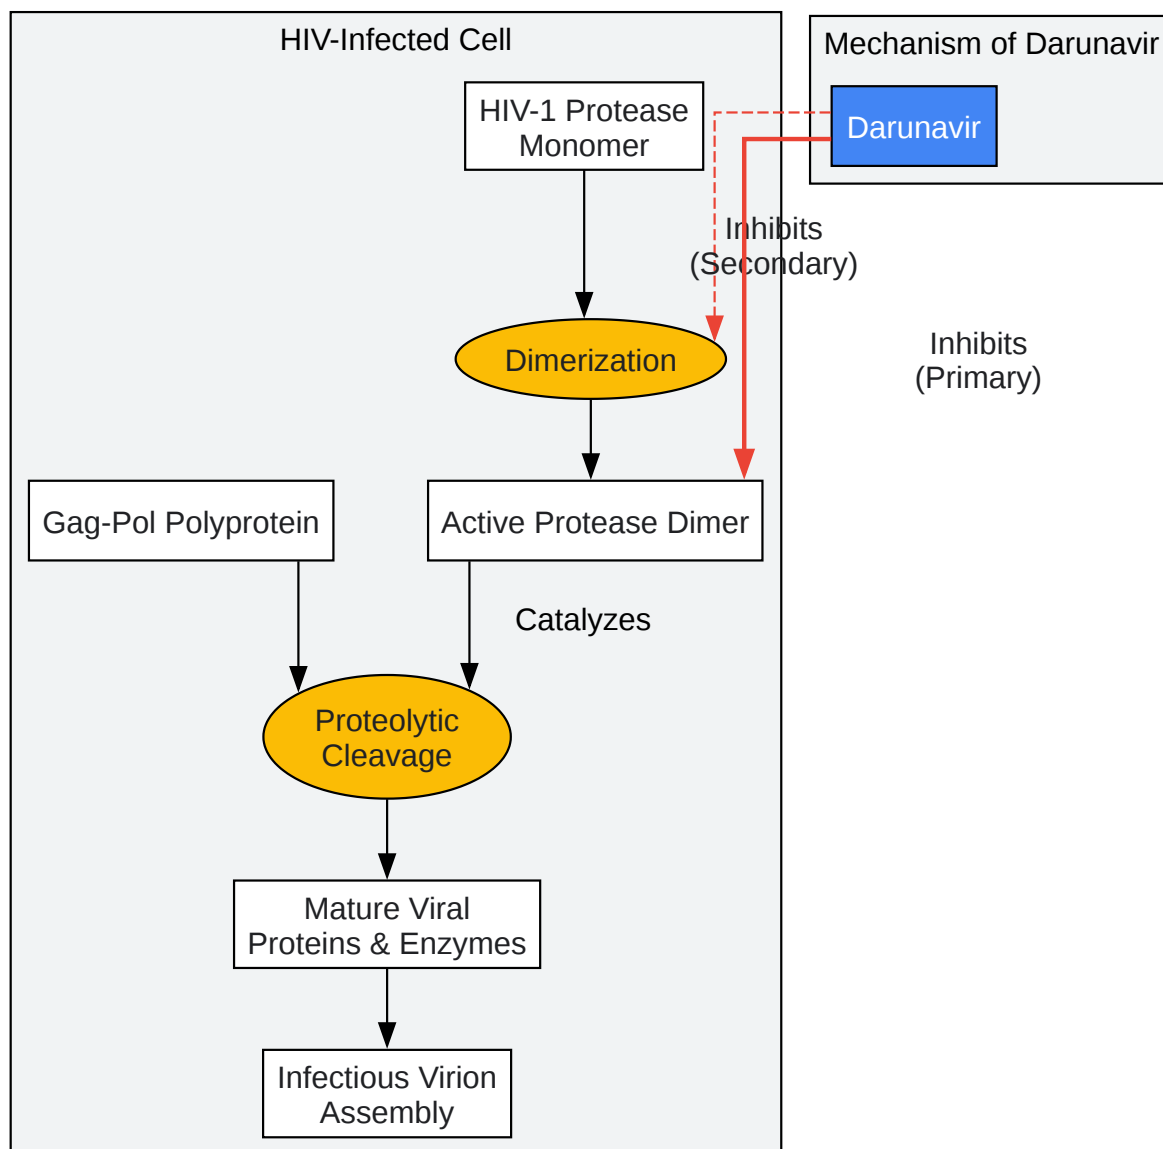 HIV-Infected Cell
Mechanism of Darunavir
HIV-1 Protease
Monomer
Darunavir
Inhibits
(Secondary)
Dimerization
Inhibits
(Primary)
Gag-Pol Polyprotein
Active Protease Dimer
Catalyzes
Proteolytic
Cleavage
Mature Viral
Proteins & Enzymes
Infectious Virion
Assembly